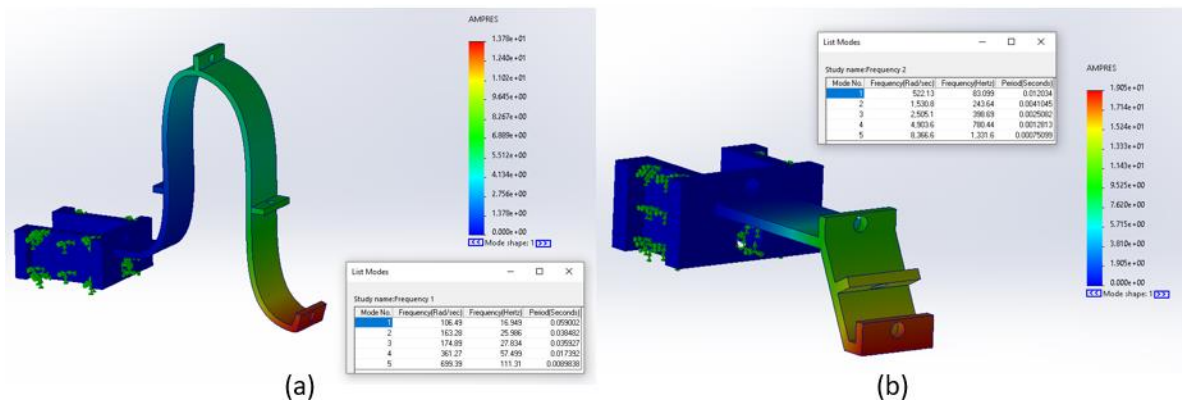 AMPRES
1.378e+01
1.240e+01
1.102e+01
9.645e+00
8.267e+00
6.889e+00
5.512e+00
4.134e+00
2.756e+00
1.378e+00
0.000e+00
<<< Mode shape: 1 >>>
List Modes
Study name:Frequency 1
Mode No. Frequency(Rad/sec) Frequency(Hertz) Period(Seconds)
1 106.49 16.949 0.059002
2 163.28 25.986 0.038482
3 174.89 27.834 0.035927
4 361.27 57.499 0.017392
5 699.39 111.31 0.0089838
(a)
List Modes
Study name:Frequency 2
Mode No. Frequency(Rad/sec) Frequency(Hertz) Period(Seconds)
1 522.13 83.099 0.012034
2 1,530.8 243.64 0.0041045
3 2,505.1 398.69 0.0025082
4 4,903.6 780.44 0.0012813
5 8,366.6 1,331.6 0.00075099
AMPRES
1.905e+01
1.714e+01
1.524e+01
1.333e+01
1.143e+01
9.525e+00
7.620e+00
5.715e+00
3.810e+00
1.905e+00
0.000e+00
<<< Mode shape: 1 >>>
(b)